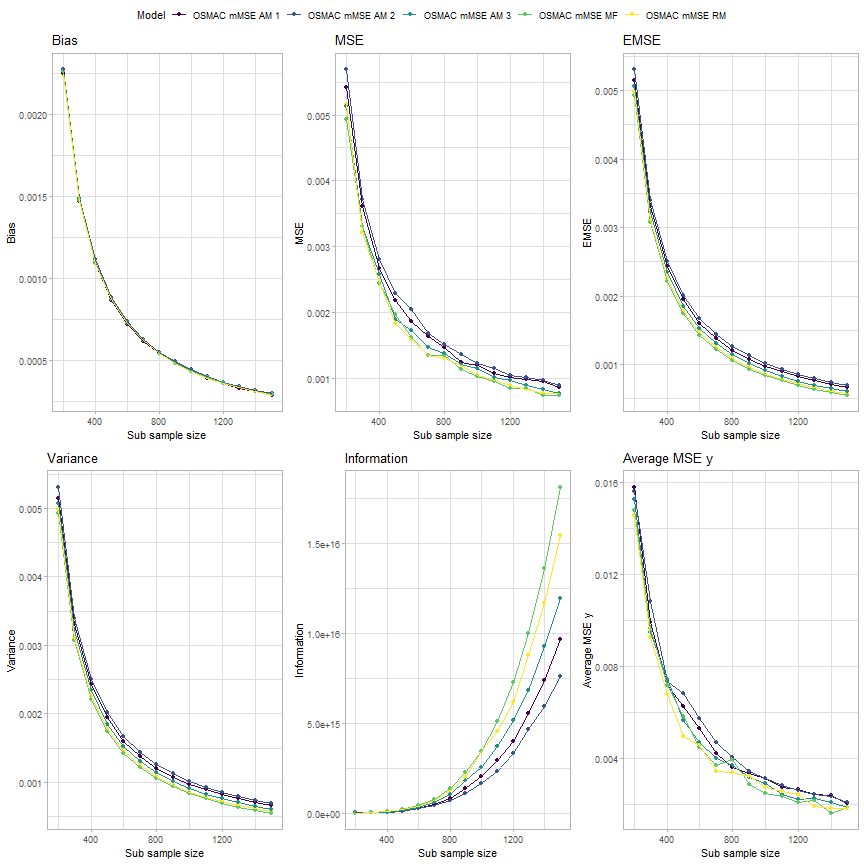 Model OSMAC mMSE AM 1 OSMAC mMSE AM 2 OSMAC mMSE AM 3 OSMAC mMSE MF OSMAC mMSE RM
Bias
0.0020
0.0015
0.0010
0.0005
Bias
400 800 1200
Sub sample size
MSE
0.005
0.004
0.003
0.002
0.001
MSE
400 800 1200
Sub sample size
EMSE
0.005
0.004
0.003
0.002
0.001
EMSE
400 800 1200
Sub sample size
Variance
0.005
0.004
0.003
0.002
0.001
Variance
400 800 1200
Sub sample size
Information
1.5e+16
1.0e+16
5.0e+15
0.0e+00
Information
400 800 1200
Sub sample size
Average MSE y
0.016
0.012
0.008
0.004
Average MSE y
400 800 1200
Sub sample size